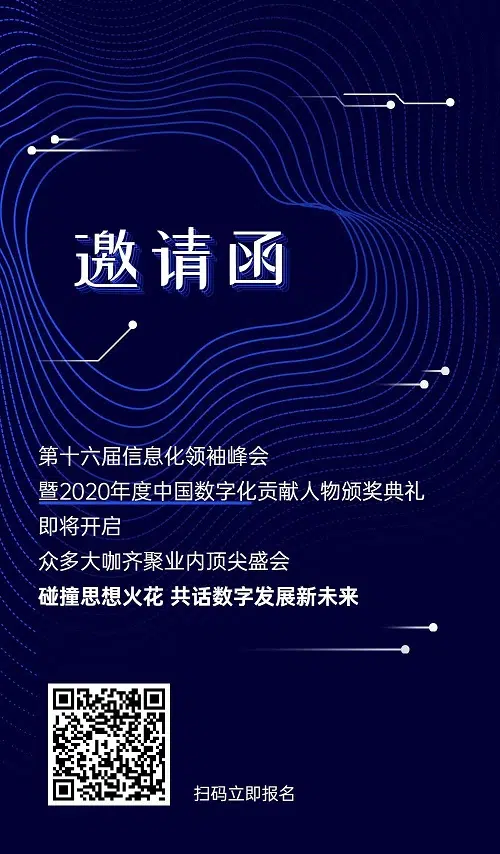 邀请函
第十六届信息化领袖峰会
暨2020年度中国数字化贡献人物颁奖典礼
即将开启
众多大咖齐聚业内顶尖盛会
碰撞思想火花 共话数字发展新未来
扫码立即报名